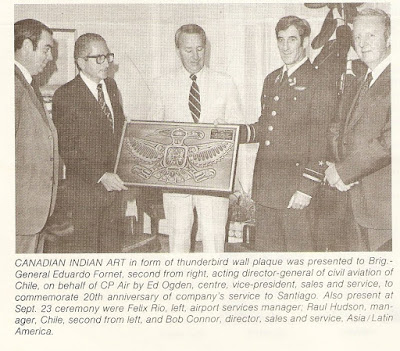 CANADIAN INDIAN ART in form of thunderbird wall plaque was presented to Brig.-
General Eduardo Fornet, second from right, acting director-general of civil aviation of
Chile, on behalf of CP Air by Ed Ogden, centre, vice-president, sales and service, to
commemorate 20th anniversary of company's service to Santiago. Also present at
Sept. 23 ceremony were Felix Rio, left, airport services manager; Raul Hudson, man-
ager, Chile, second from left, and Bob Connor, director, sales and service, Asia/Latin
America.